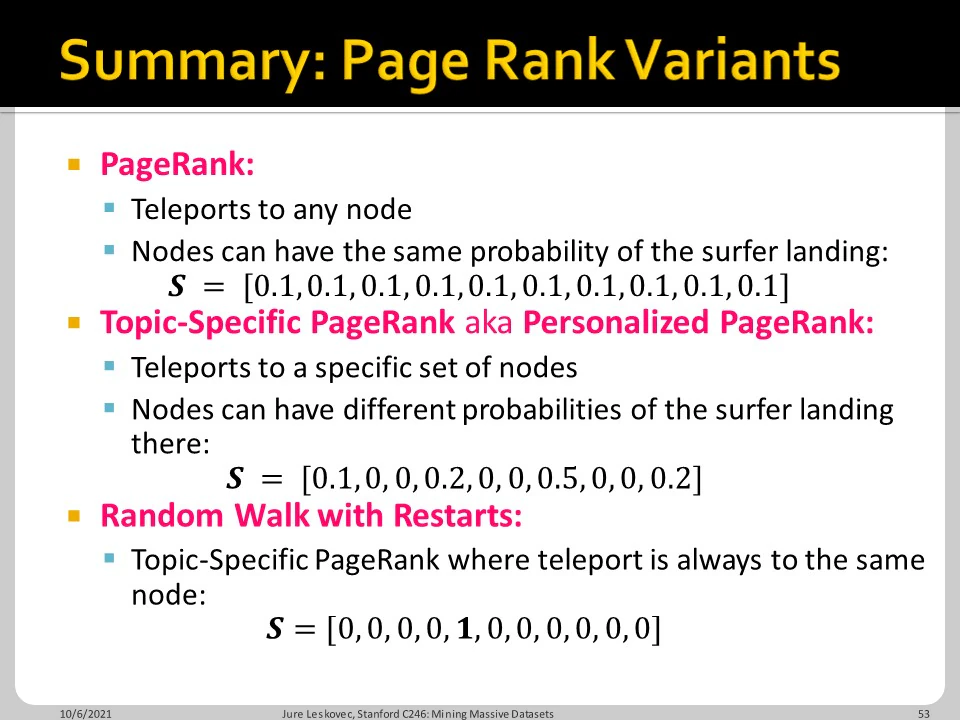 Summary: Page Rank Variants
PageRank:
Teleports to any node
Nodes can have the same probability of the surfer landing:
S = [0.1, 0.1, 0.1, 0.1, 0.1, 0.1, 0.1, 0.1, 0.1, 0.1]
Topic-Specific PageRank aka Personalized PageRank:
Teleports to a specific set of nodes
Nodes can have different probabilities of the surfer landing
there:
S = [0.1, 0, 0, 0.2, 0, 0, 0.5, 0, 0, 0.2]
Random Walk with Restarts:
Topic-Specific PageRank where teleport is always to the same
node:
S = [0, 0, 0, 0, 1, 0, 0, 0, 0, 0, 0]
10/6/2021
Jure Leskovec, Stanford C246: Mining Massive Datasets
53